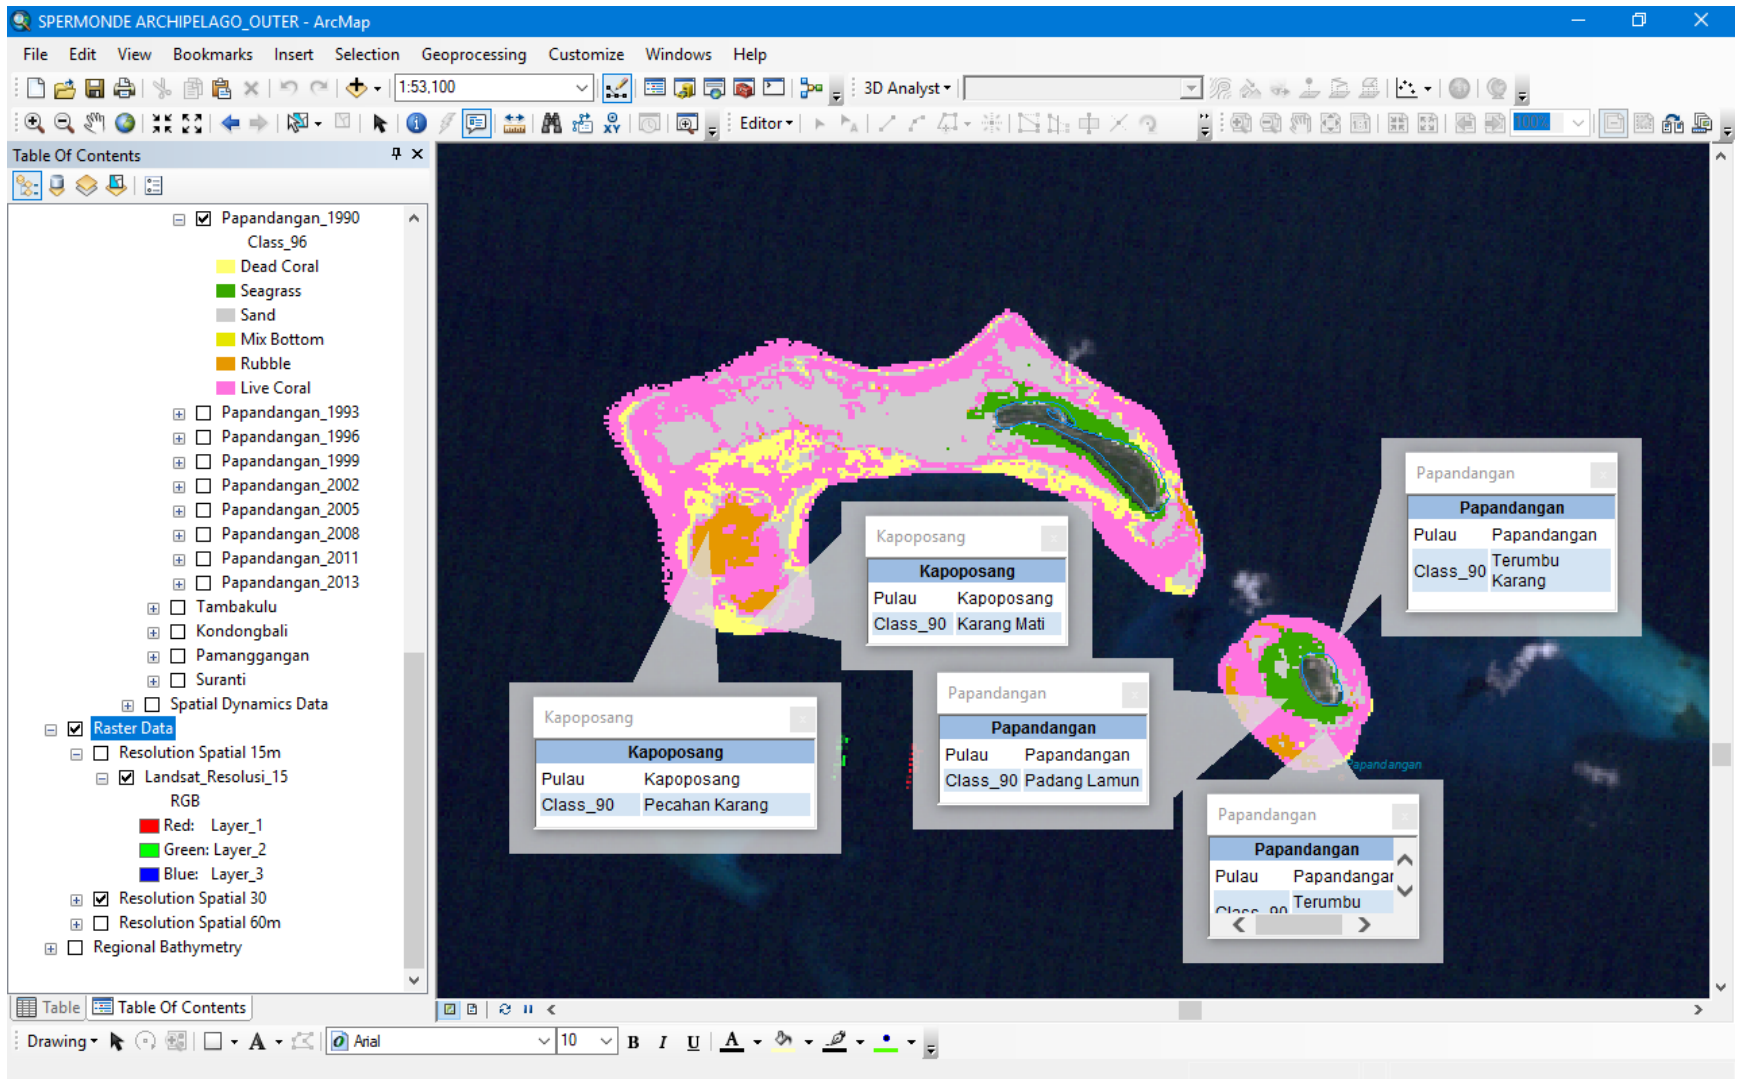 SPERMONDE ARCHIPELAGO_OUTER - ArcMap
File Edit View Bookmarks Insert Selection Geoprocessing Customize Windows Help
1:53,100
3D Analyst
Editor
100%
Table Of Contents
Papandangan_1990
Class_96
Dead Coral
Seagrass
Sand
Mix Bottom
Rubble
Live Coral
Papandangan_1993
Papandangan_1996
Papandangan_1999
Papandangan_2002
Papandangan_2005
Papandangan_2008
Papandangan_2011
Papandangan_2013
Tambakulu
Kondongbali
Pamanggangan
Suranti
Spatial Dynamics Data
Raster Data
Resolution Spatial 15m
Landsat_Resolusi_15
RGB
Red: Layer_1
Green: Layer_2
Blue: Layer_3
Resolution Spatial 30
Resolution Spatial 60m
Regional Bathymetry
Table
Table Of Contents
Papandangan
Papandangan
Pulau Papandangan
Class_90 Terumbu
Karang
Kapoposang
Kapoposang
Pulau Kapoposang
Class_90 Karang Mati
Papandangan
Papandangan
Pulau Papandangan
Class_90 Padang Lamun
Kapoposang
Kapoposang
Pulau Kapoposang
Class_90 Pecahan Karang
Papandangan
Papandangan
Papandangan
Pulau Papandangan
Class_90 Terumbu
Drawing
Arial
10
B I U A